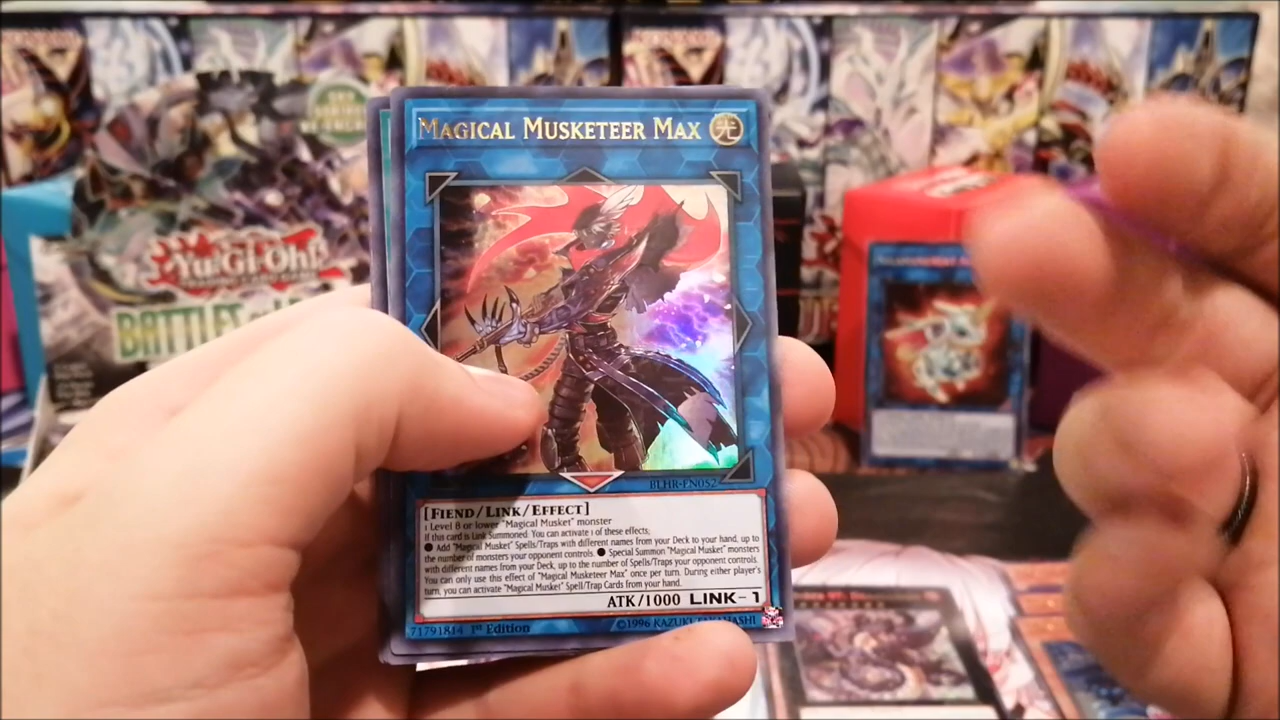 Magical Musketeer Max 光
Yu-Gi-Oh!
BATTLES OF
BLHR-EN052
[Fiend/Link/Effect]
1 Level 8 or lower "Magical Musket" monster
If this card is Link Summoned: You can activate 1 of these effects;
● Add "Magical Musket" Spells/Traps with different names from your Deck to your hand, up to
the number of monsters your opponent controls. ● Special Summon "Magical Musket" monsters
with different names from your Deck, up to the number of Spells/Traps your opponent controls.
You can only use this effect of "Magical Musketeer Max" once per turn. During either player's
turn, you can activate "Magical Musket" Spell/Trap Cards from your hand.
ATK/1000 LINK-1
71791814 1st Edition ©1996 KAZUKI TAKAHASHI